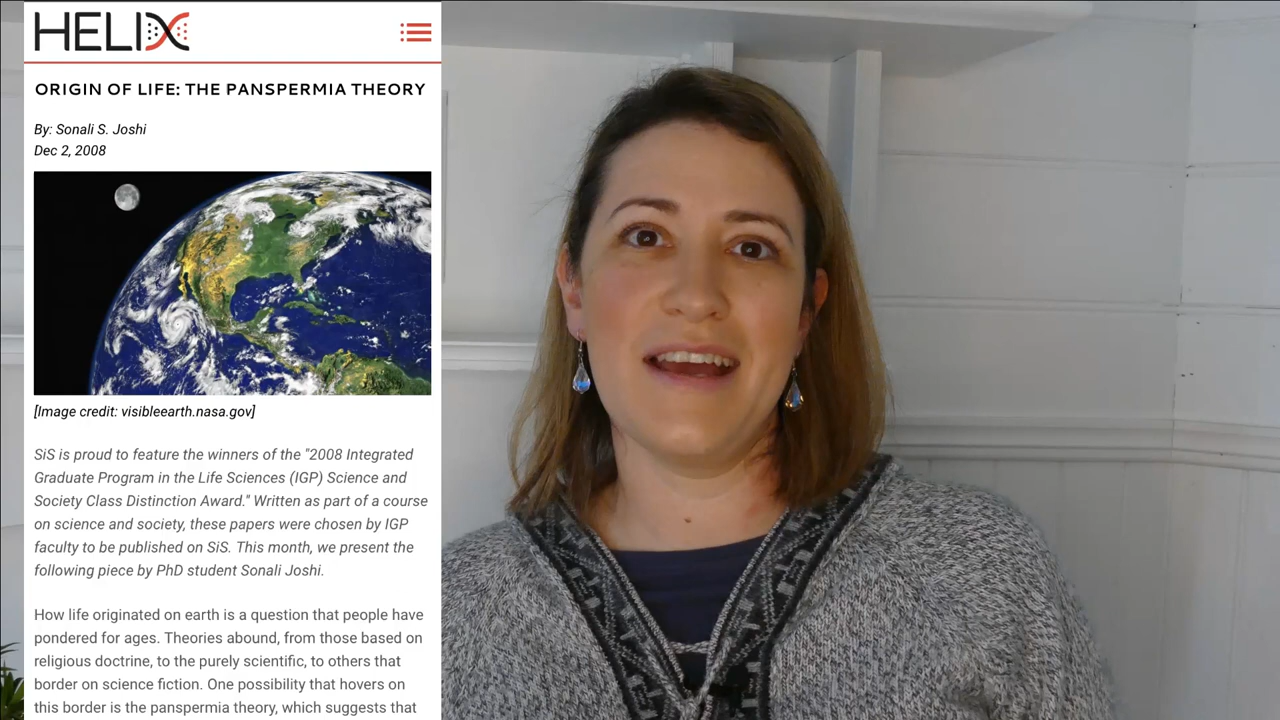 HELIX
ORIGIN OF LIFE: THE PANSPERMIA THEORY
By: Sonali S. Joshi
Dec 2, 2008
[Image credit: visibleearth.nasa.gov]
SiS is proud to feature the winners of the "2008 Integrated
Graduate Program in the Life Sciences (IGP) Science and
Society Class Distinction Award." Written as part of a course
on science and society, these papers were chosen by IGP
faculty to be published on SiS. This month, we present the
following piece by PhD student Sonali Joshi.
How life originated on earth is a question that people have
pondered for ages. Theories abound, from those based on
religious doctrine, to the purely scientific, to others that
border on science fiction. One possibility that hovers on
this border is the panspermia theory, which suggests that